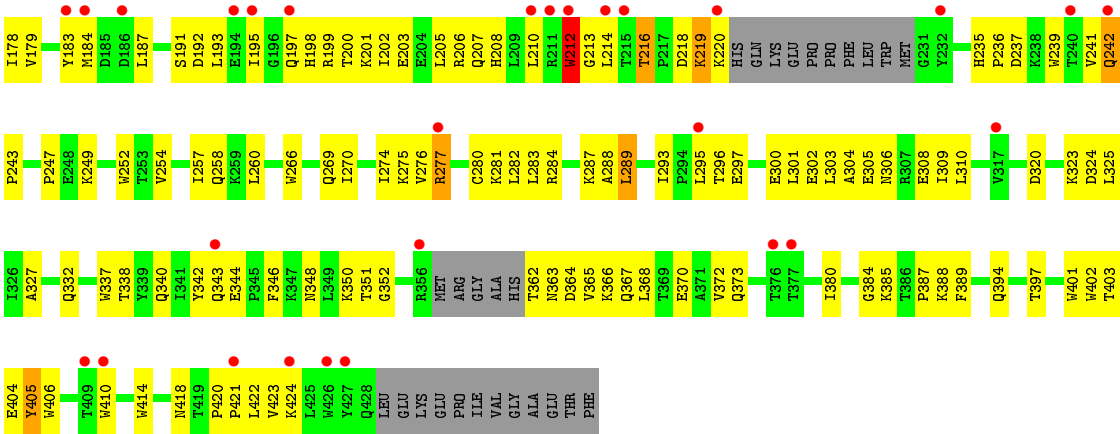 I178 V179 Y183 M184 D185 D186 L187 S191 D192 L193 E194 I195 G196 Q197 H198 R199 T200 K201 I202 E203 E204 L205 R206 Q207 H208 L209 L210 R211 W212 G213 L214 T215 T216 P217 D218 K219 K220 HIS GLN LYS GLU PRO PRO PHE LEU TRP MET G231 Y232 H235 P236 D237 K238 W239 T240 V241 Q242
P243 P247 E248 K249 W252 T253 V254 I257 Q258 K259 L260 W266 Q269 I270 I274 K275 V276 R277 C280 K281 L282 L283 R284 K287 A288 L289 I293 P294 L295 T296 E297 E300 L301 E302 L303 A304 E305 N306 R307 E308 I309 L310 V317 D320 K323 D324 L325
I326 A327 Q332 W337 T338 Y339 Q340 I341 Y342 Q343 E344 P345 F346 K347 N348 L349 K350 T351 G352 R356 MET ARG GLY ALA HIS T362 N363 D364 V365 K366 Q367 L368 T369 E370 A371 V372 Q373 T376 T377 I380 G384 K385 T386 P387 K388 F389 Q394 T397 W401 W402 T403
E404 Y405 W406 T409 W410 W414 N418 T419 P420 P421 L422 V423 K424 L425 W426 Y427 Q428 LEU GLU LYS GLU PRO ILE VAL GLY ALA GLU THR PHE